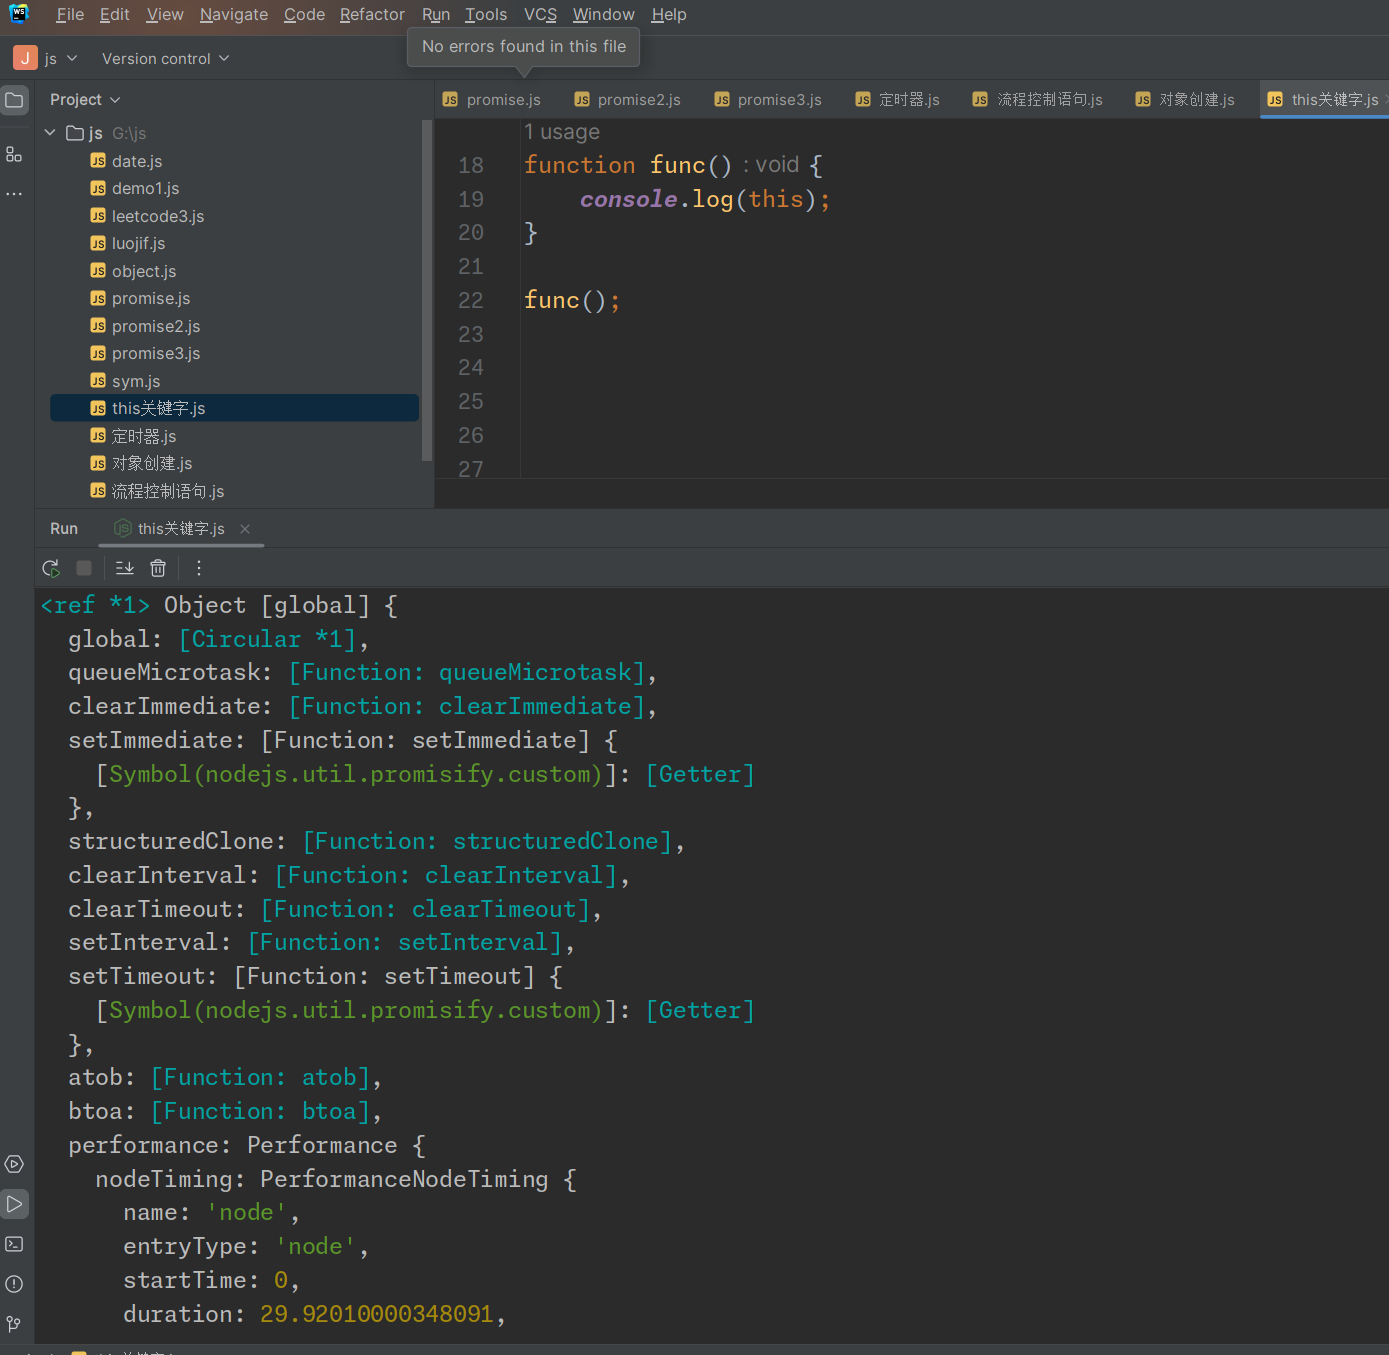 WS
File Edit View Navigate Code Refactor Run Tools VCS Window Help
No errors found in this file
J js Version control
Project
js G:\js
date.js
demo1.js
leetcode3.js
luojif.js
object.js
promise.js
promise2.js
promise3.js
sym.js
this关键字.js
定时器.js
对象创建.js
流程控制语句.js
promise.js promise2.js promise3.js 定时器.js 流程控制语句.js 对象创建.js this关键字.js
1 usage
18 function func() : void {
19 console.log(this);
20 }
21
22 func();
23
24
25
26
27
Run this关键字.js
<ref *1> Object [global] {
global: [Circular *1],
queueMicrotask: [Function: queueMicrotask],
clearImmediate: [Function: clearImmediate],
setImmediate: [Function: setImmediate] {
[Symbol(nodejs.util.promisify.custom)]: [Getter]
},
structuredClone: [Function: structuredClone],
clearInterval: [Function: clearInterval],
clearTimeout: [Function: clearTimeout],
setInterval: [Function: setInterval],
setTimeout: [Function: setTimeout] {
[Symbol(nodejs.util.promisify.custom)]: [Getter]
},
atob: [Function: atob],
btoa: [Function: btoa],
performance: Performance {
nodeTiming: PerformanceNodeTiming {
name: 'node',
entryType: 'node',
startTime: 0,
duration: 29.92010000348091,